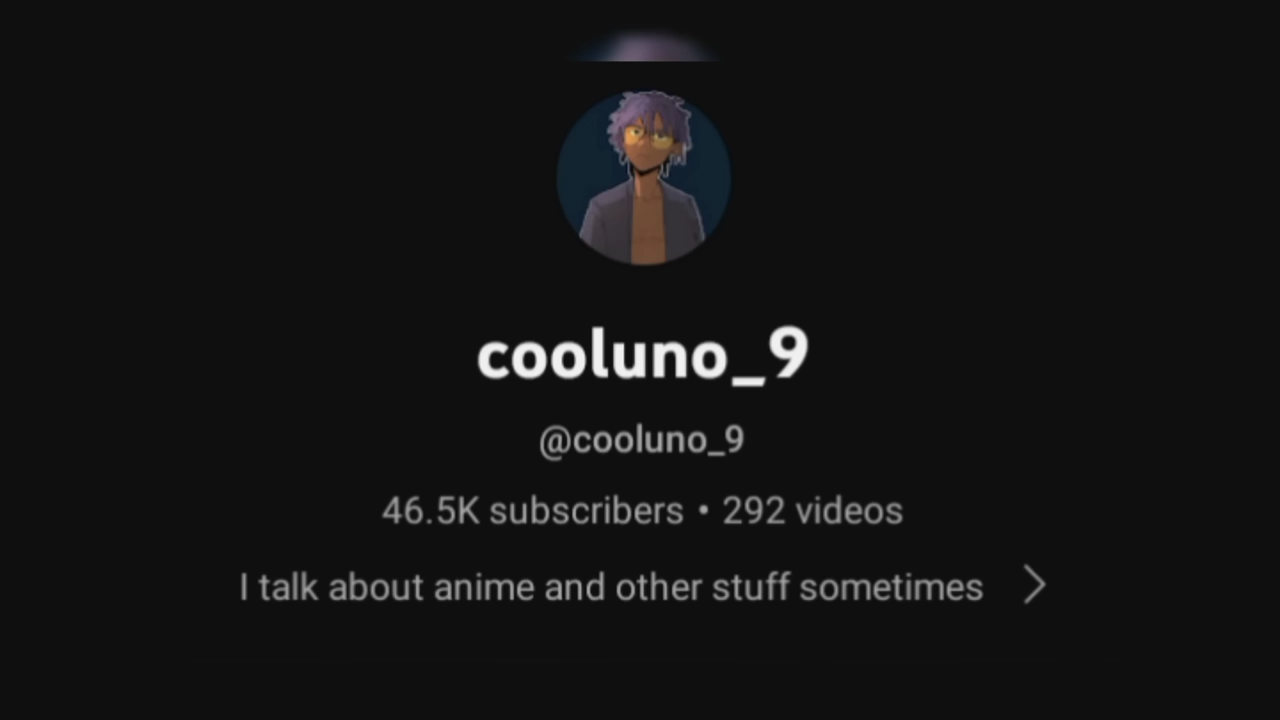 cooluno_9
@cooluno_9
46.5K subscribers • 292 videos
I talk about anime and other stuff sometimes